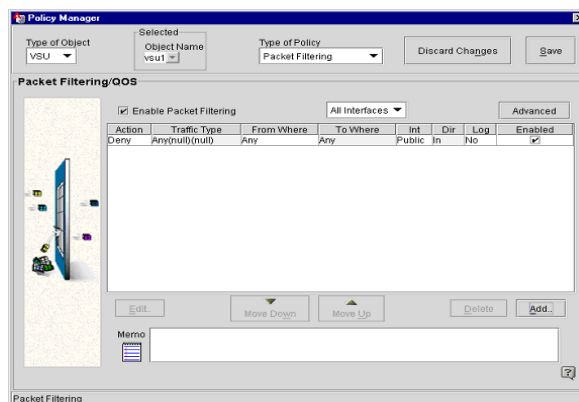 Policy Manager
Type of Object
VSU
Selected
Object Name
vsu1
Type of Policy
Packet Filtering
Discard Changes
Save
Packet Filtering/QOS
Enable Packet Filtering
All Interfaces
Advanced
Action Traffic Type From Where To Where Int Dir Log Enabled
Deny Any(null)(null) Any Any Public In No
Edit..
Move Down
Move Up
Delete
Add..
Memo
Packet Filtering